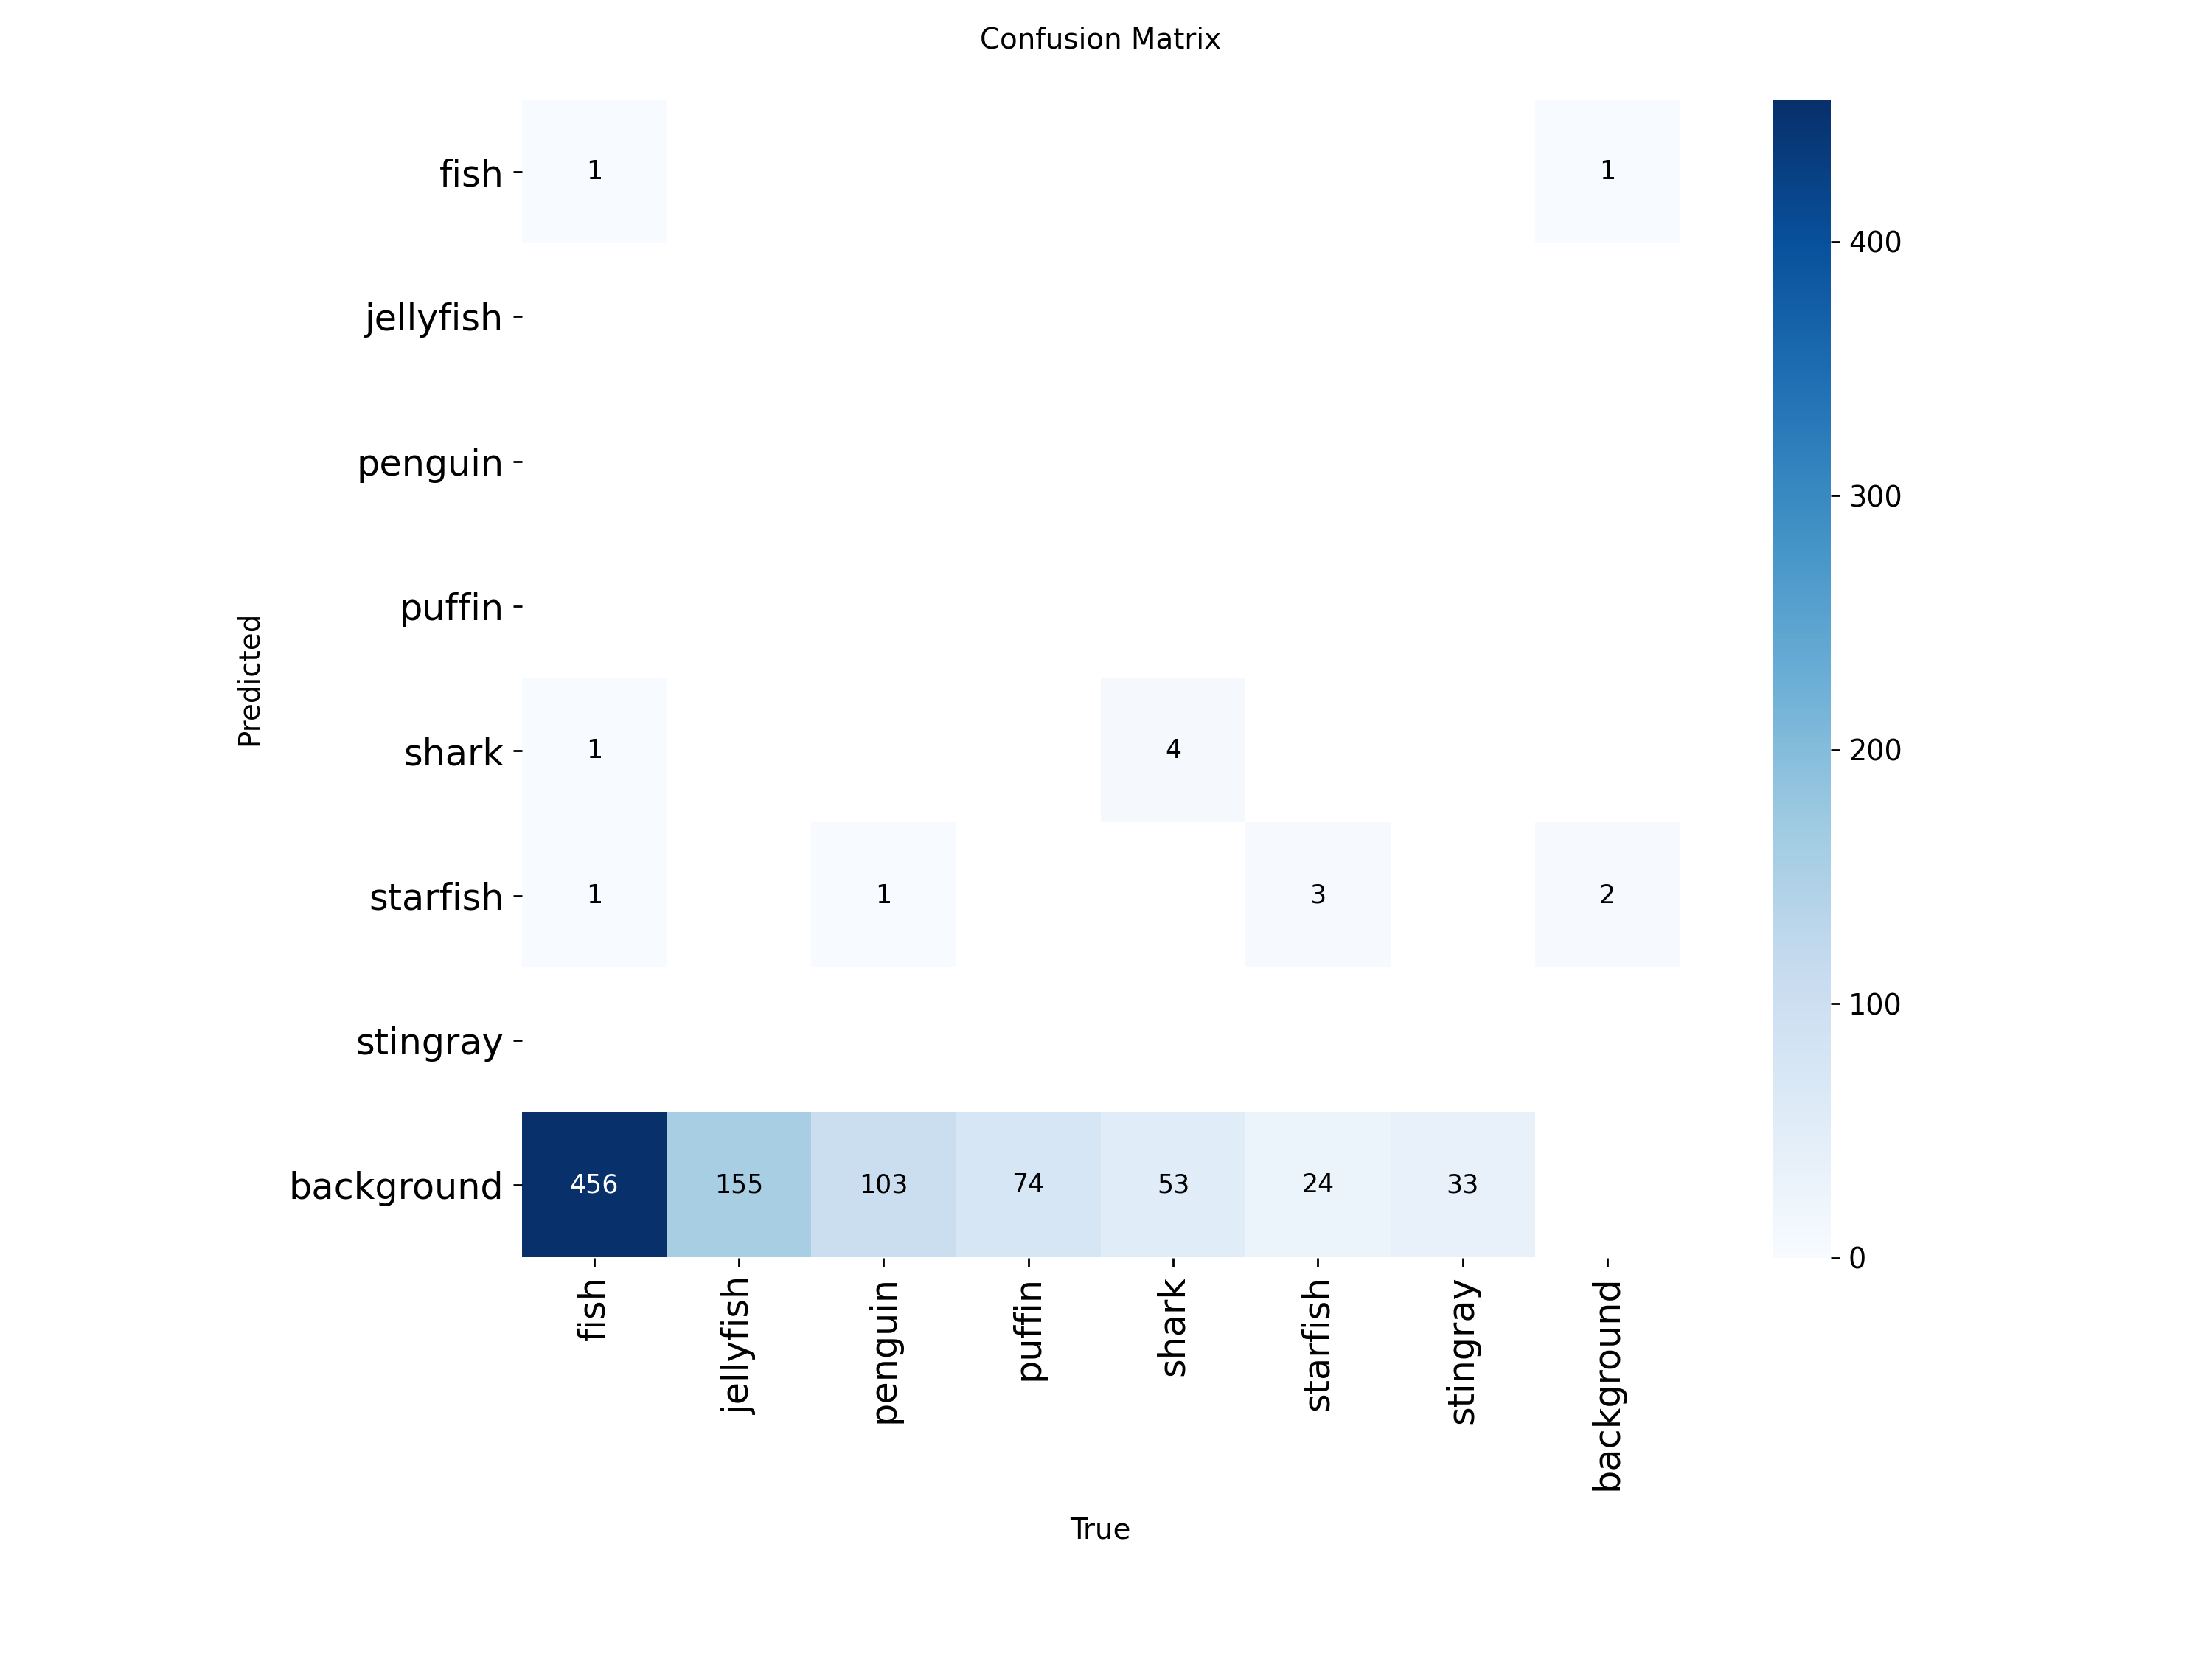 Confusion Matrix
fish 1 1
jellyfish
penguin
puffin
shark 1 4
starfish 1 1 3 2
stingray
background 456 155 103 74 53 24 33
Predicted
fish jellyfish penguin puffin shark starfish stingray background
True
400
300
200
100
0